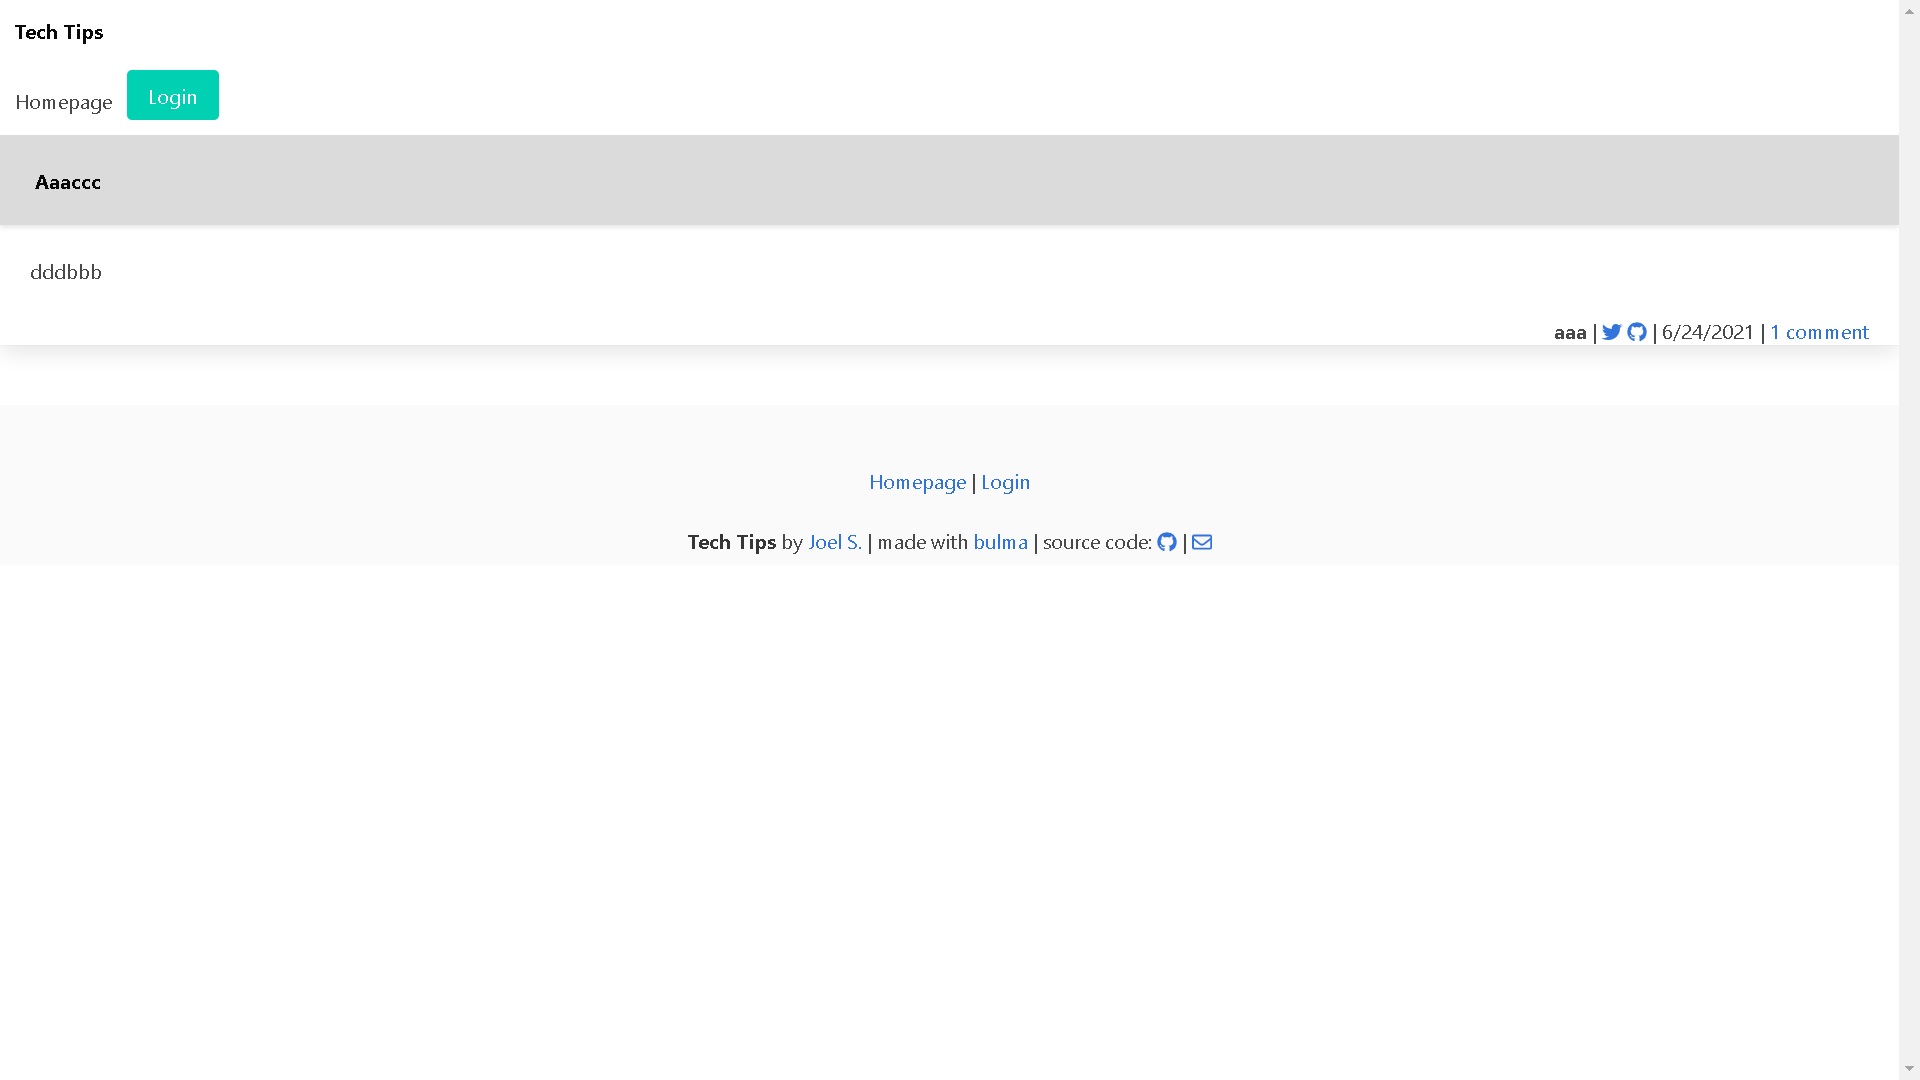 Tech Tips
Homepage Login
Aaaccc
dddbbb
aaa | | 6/24/2021 | 1 comment
Homepage | Login
Tech Tips by Joel S. | made with bulma | source code: |